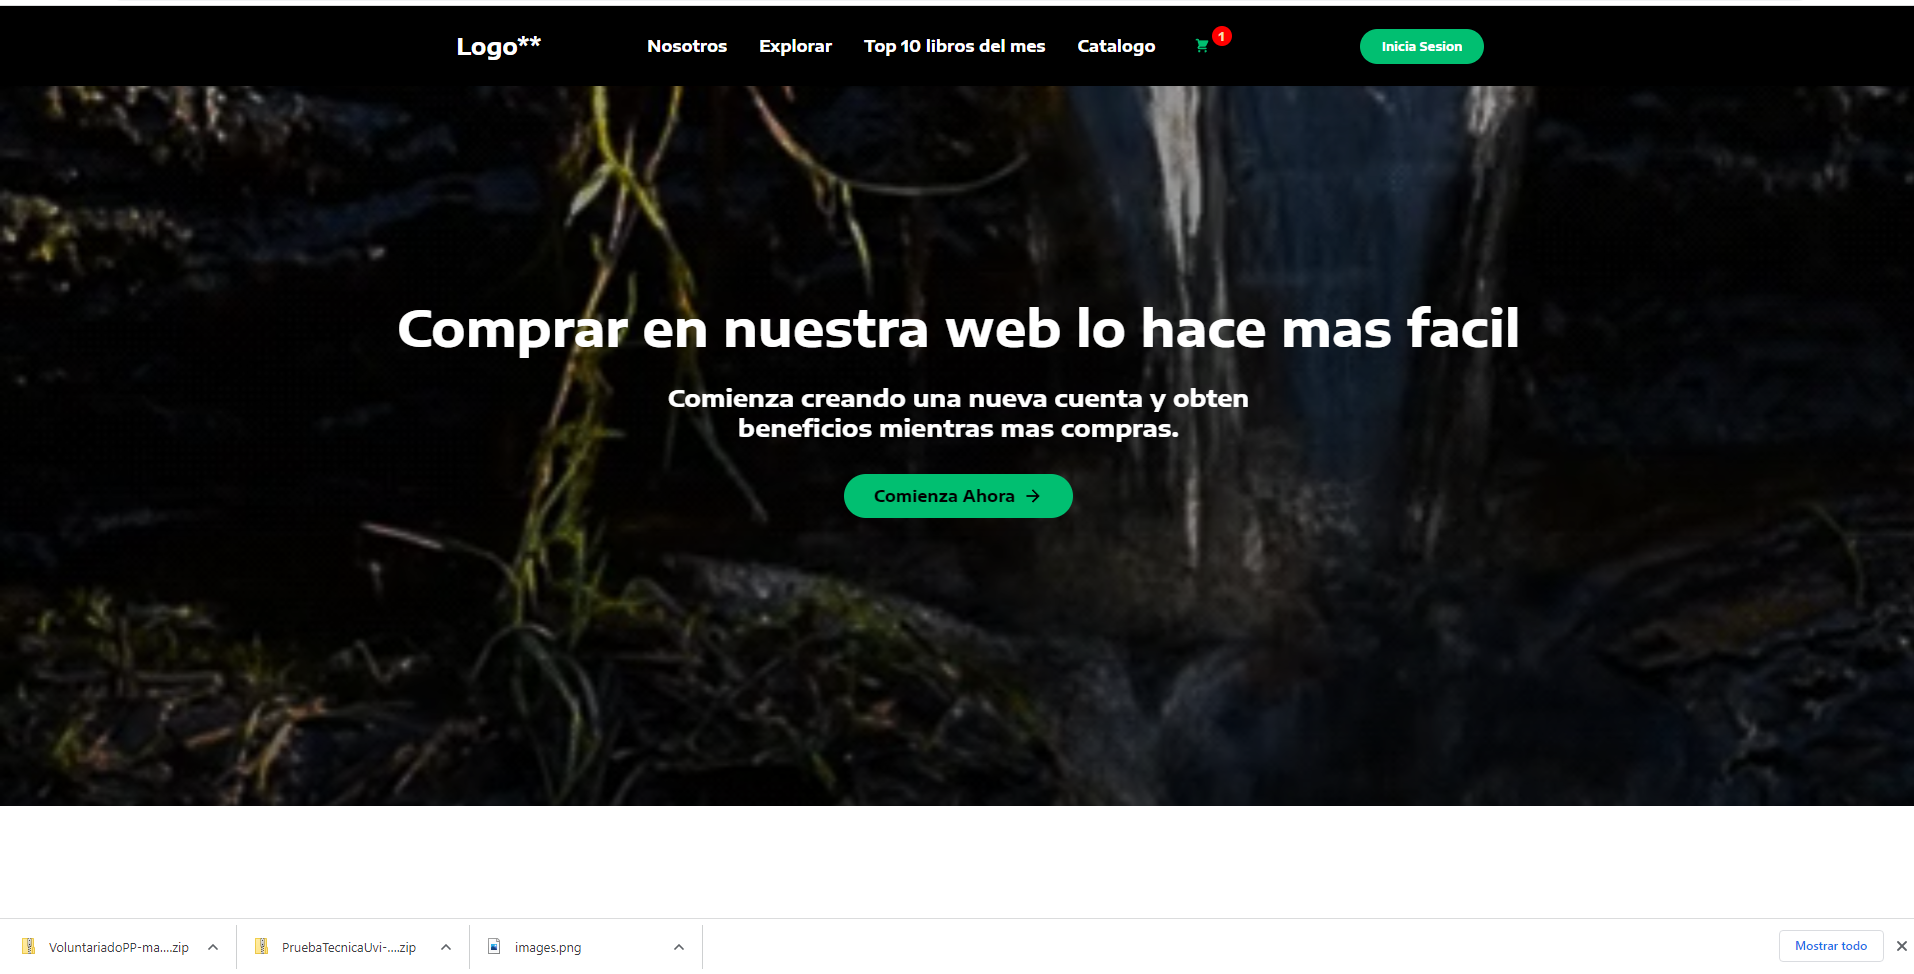 Logo** Nosotros Explorar Top 10 libros del mes Catalogo 1 Inicia Sesion
Comprar en nuestra web lo hace mas facil
Comienza creando una nueva cuenta y obten
beneficios mientras mas compras.
Comienza Ahora
VoluntariadoPP-ma....zip PruebaTecnicaUvi-....zip images.png Mostrar todo